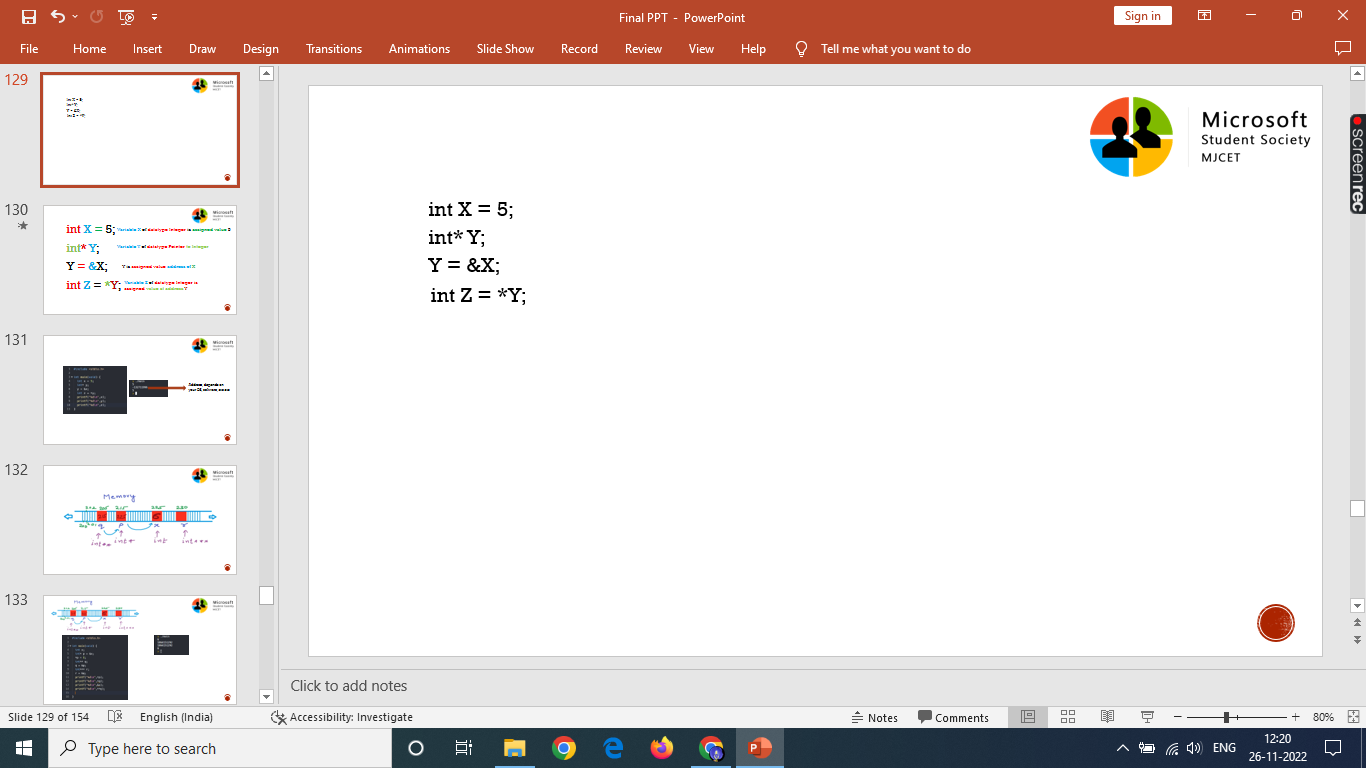 Final PPT - PowerPoint
Sign in
File Home Insert Draw Design Transitions Animations Slide Show Record Review View Help Tell me what you want to do
129
130
int X = 5; Variable X of datatype Integer is assigned value 5
int* Y; Variable Y of datatype Pointer to Integer
Y = &X; Y is assigned value address of X
int Z = *Y; Variable Z of datatype Integer is
assigned value of address Y
131
Address, depends on
132
Memory
133
Memory
Microsoft
Student Society
MJCET
int X = 5;
int* Y;
Y = &X;
int Z = *Y;
screenrec
Click to add notes
Slide 129 of 154 English (India) Accessibility: Investigate Notes Comments 80%
Type here to search
ENG
12:20
26-11-2022